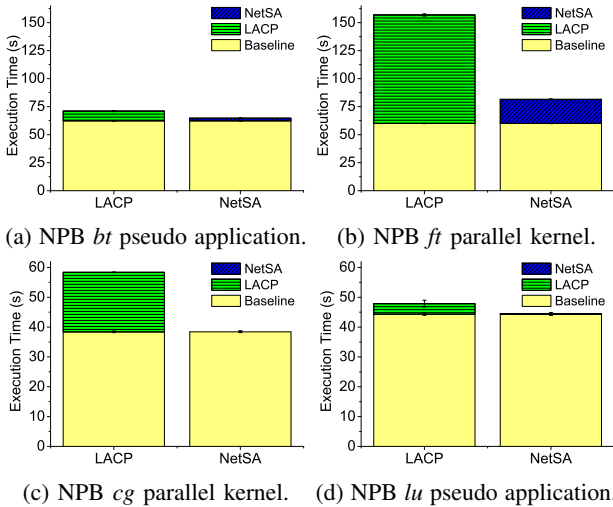 NetSA
LACP
Baseline
Execution Time (s)
150
125
100
75
50
25
0
LACP NetSA
(a) NPB bt pseudo application.
NetSA
LACP
Baseline
Execution Time (s)
150
125
100
75
50
25
0
LACP NetSA
(b) NPB ft parallel kernel.
NetSA
LACP
Baseline
Execution Time (s)
60
50
40
30
20
10
0
LACP NetSA
(c) NPB cg parallel kernel.
NetSA
LACP
Baseline
Execution Time (s)
60
50
40
30
20
10
0
LACP NetSA
(d) NPB lu pseudo application.